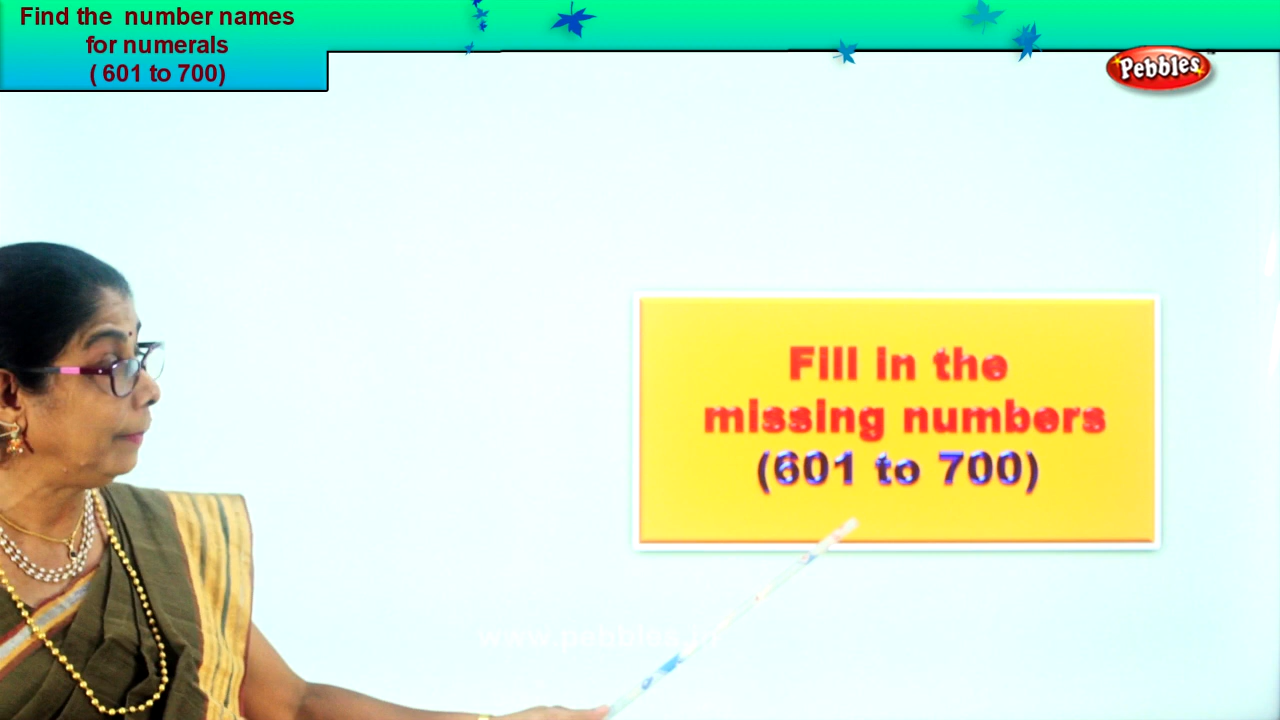 Find the number names
for numerals
( 601 to 700)
Pebbles
Fill in the
missing numbers
(601 to 700)